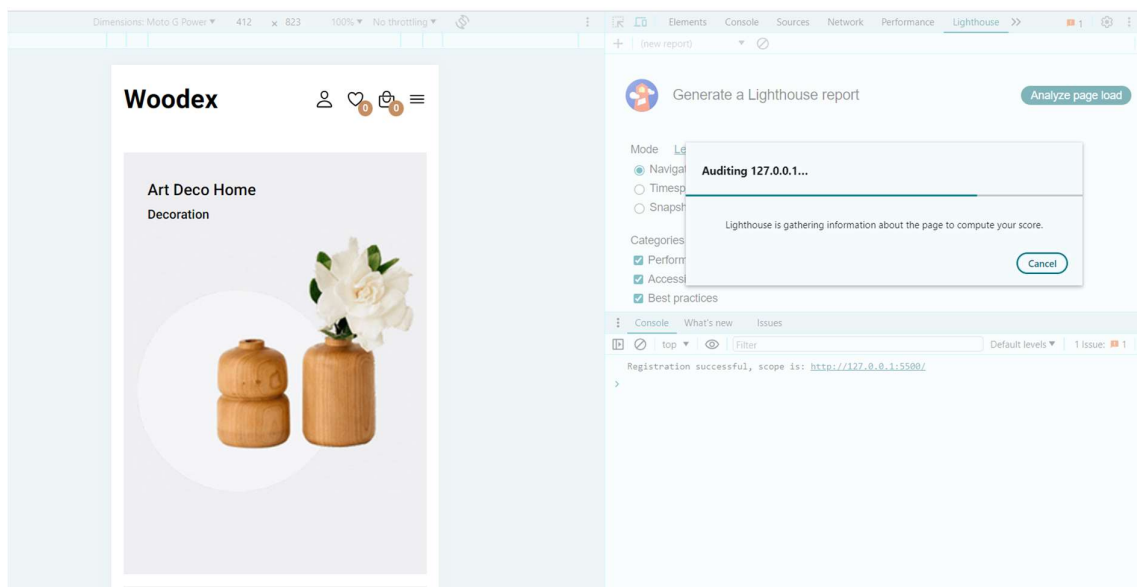 Dimensions: Moto G Power ▼ 412 x 823 100% ▼ No throttling ▼
Elements Console Sources Network Performance Lighthouse >> 1
(new report) ▼
Woodex
0 0
Art Deco Home
Decoration
Generate a Lighthouse report
Analyze page load
Mode Le
Navigat
Timesp
Snapsh
Auditing 127.0.0.1...
Lighthouse is gathering information about the page to compute your score.
Cancel
Categories
Perform
Accessi
Best practices
Console What's new Issues
top ▼ Filter Default levels ▼ 1 Issue: 1
Registration successful, scope is: http://127.0.0.1:5500/
>